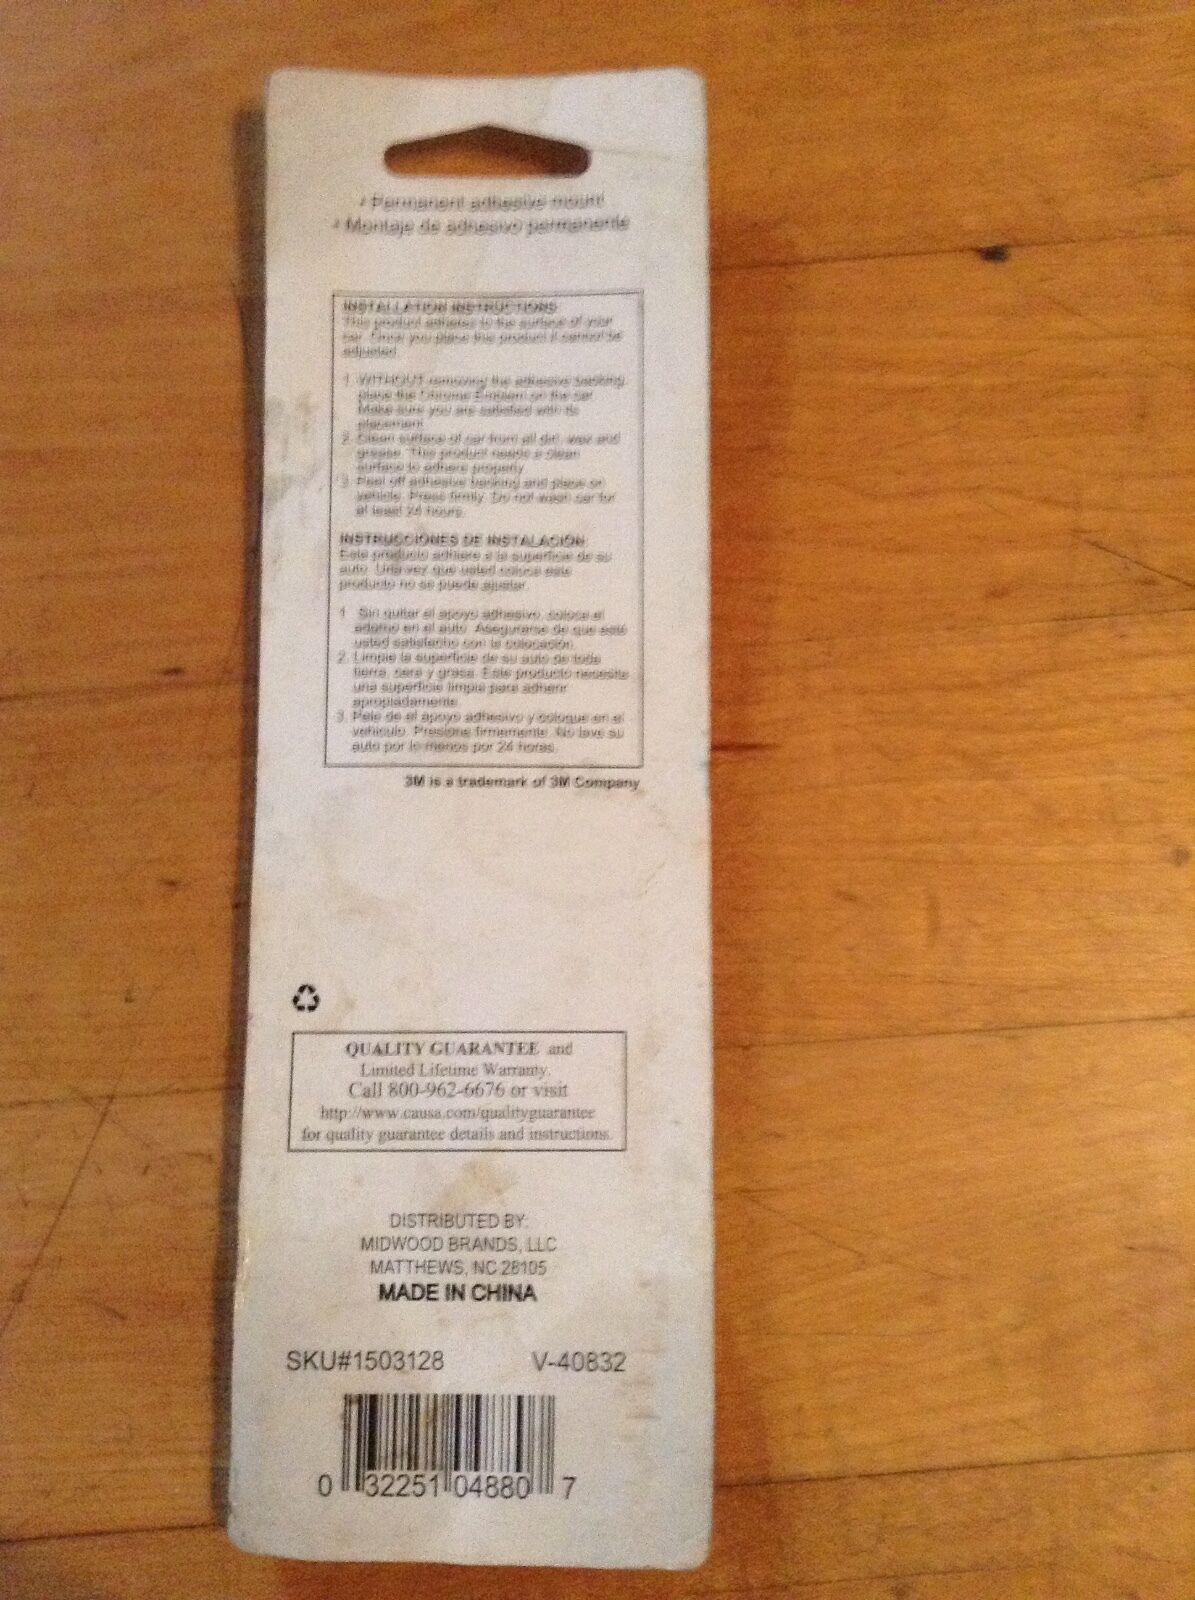 • Permanent adhesive mount
• Montaje de adhesivo permanente
INSTALLATION INSTRUCTIONS
This product adheres to the surface of your
car. Once you place this product it cannot be
adjusted.
1. WITHOUT removing the adhesive backing,
place the Chrome Emblem on the car.
Make sure you are satisfied with its
placement.
2. Clean surface of car from all dirt, wax and
grease. This product needs a clean
surface to adhere properly.
3. Peel off adhesive backing and place on
vehicle. Press firmly. Do not wash car for
at least 24 hours.
INSTRUCCIONES DE INSTALACIÓN
Este producto adhiere a la superficie de su
auto. Una vez que usted coloca este
producto no se puede ajustar.
1. Sin quitar el apoyo adhesivo, coloca el
adorno en el auto. Asegurarse de que esté
usted satisfecho con la colocación.
2. Limpie la superficie de su auto de toda
tierra, cera y grasa. Este producto necesita
una superficie limpia para adherir
apropiadamente.
3. Pele de el apoyo adhesivo y coloque en el
vehículo. Presione firmemente. No lave su
auto por lo menos por 24 horas.
3M is a trademark of 3M Company
QUALITY GUARANTEE and
Limited Lifetime Warranty.
Call 800-962-6676 or visit
http://www.causa.com/qualityguarantee
for quality guarantee details and instructions.
DISTRIBUTED BY:
MIDWOOD BRANDS, LLC
MATTHEWS, NC 28105
MADE IN CHINA
SKU#1503128 V-40832
0 32251 04880 7